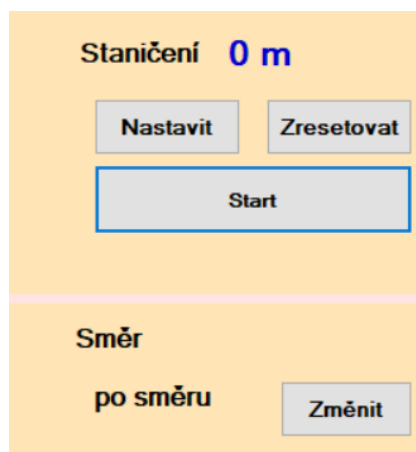 Staničení 0 m
Nastavit Zresetovat
Start
Směr
po směru Změnit